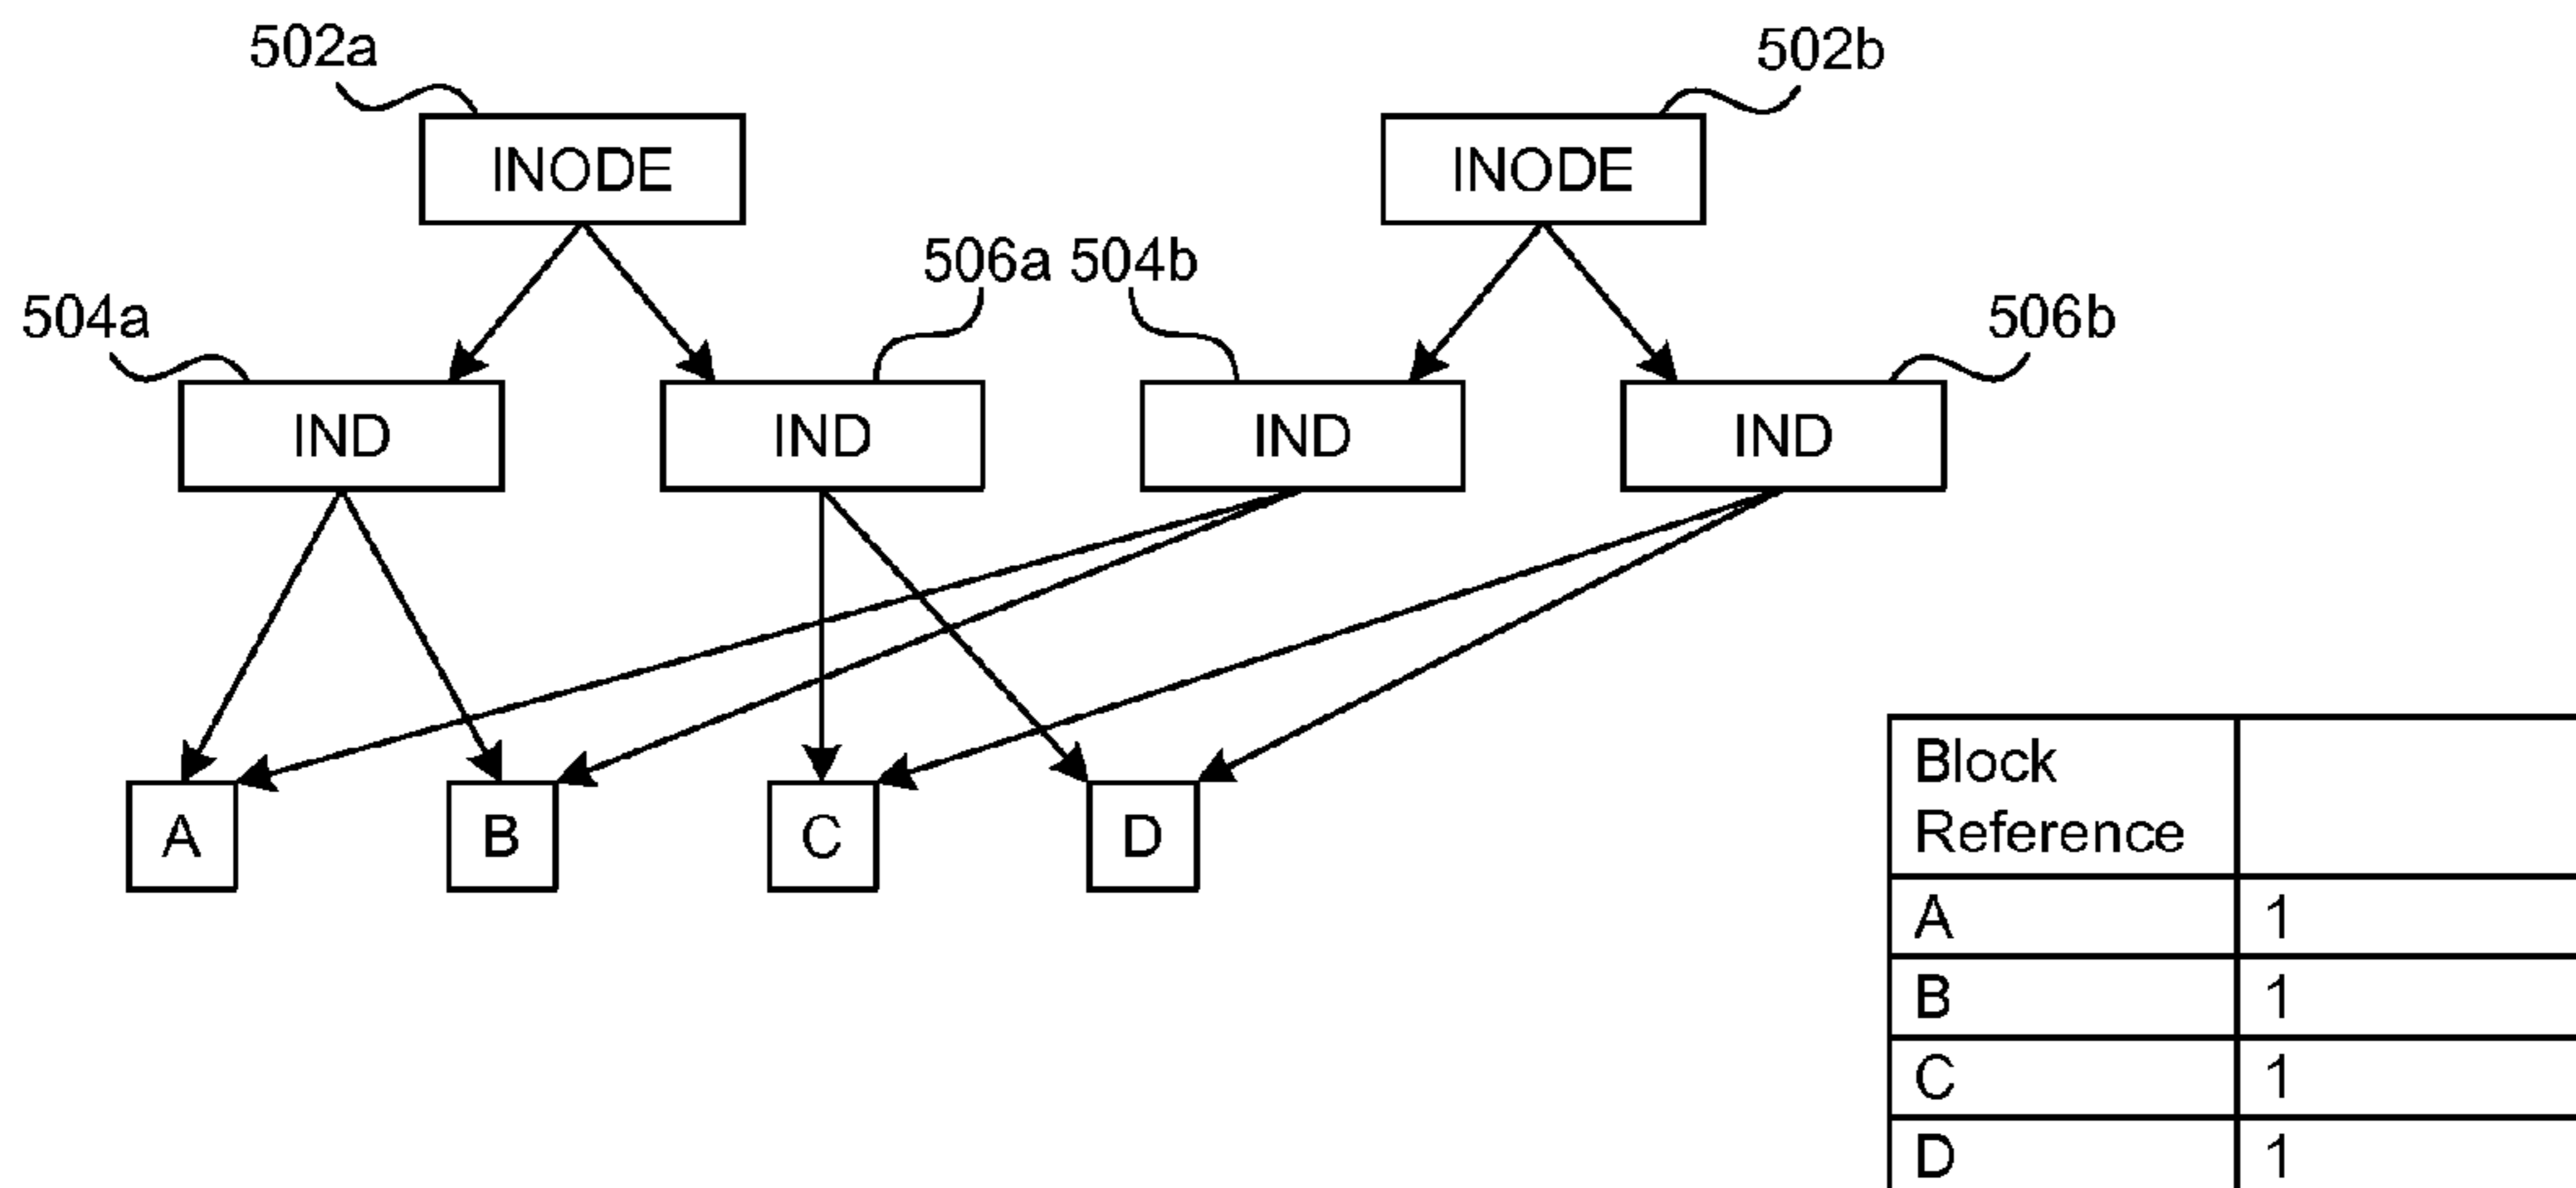 502a
502b
INODE
INODE
506a
504b
504a
506b
IND
IND
IND
IND
A
B
C
D
Block
Reference
A 1
B 1
C 1
D 1